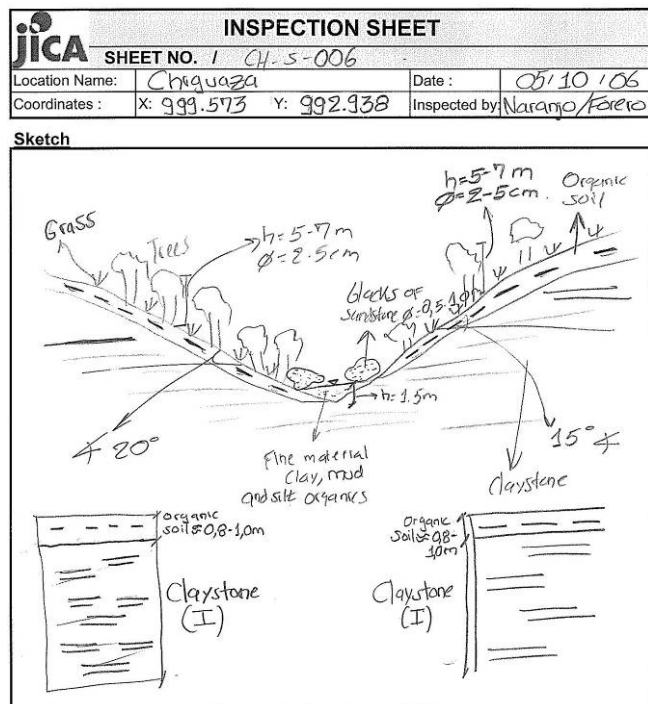 jICA
INSPECTION SHEET
SHEET NO. / CH-S-006
Location Name: Chiguaza Date : 05/10/06
Coordinates : X: 999.573 Y: 992.938 Inspected by: Naranjo/Forero
Sketch
Grass
Trees
h=5-7m
Ø=2-5cm
h=5-7m
Ø=2-5cm.
Organic
soil
blocks of
sandstone Ø=0,5-1,0m
h=1.5m
∡ 20°
15° ∡
Fine material
Clay, mud
and silt organics
Claystone
organic
soil≈0,8-1,0m
Claystone
(I)
organic
soil≈0,8-
1,0m
Claystone
(I)